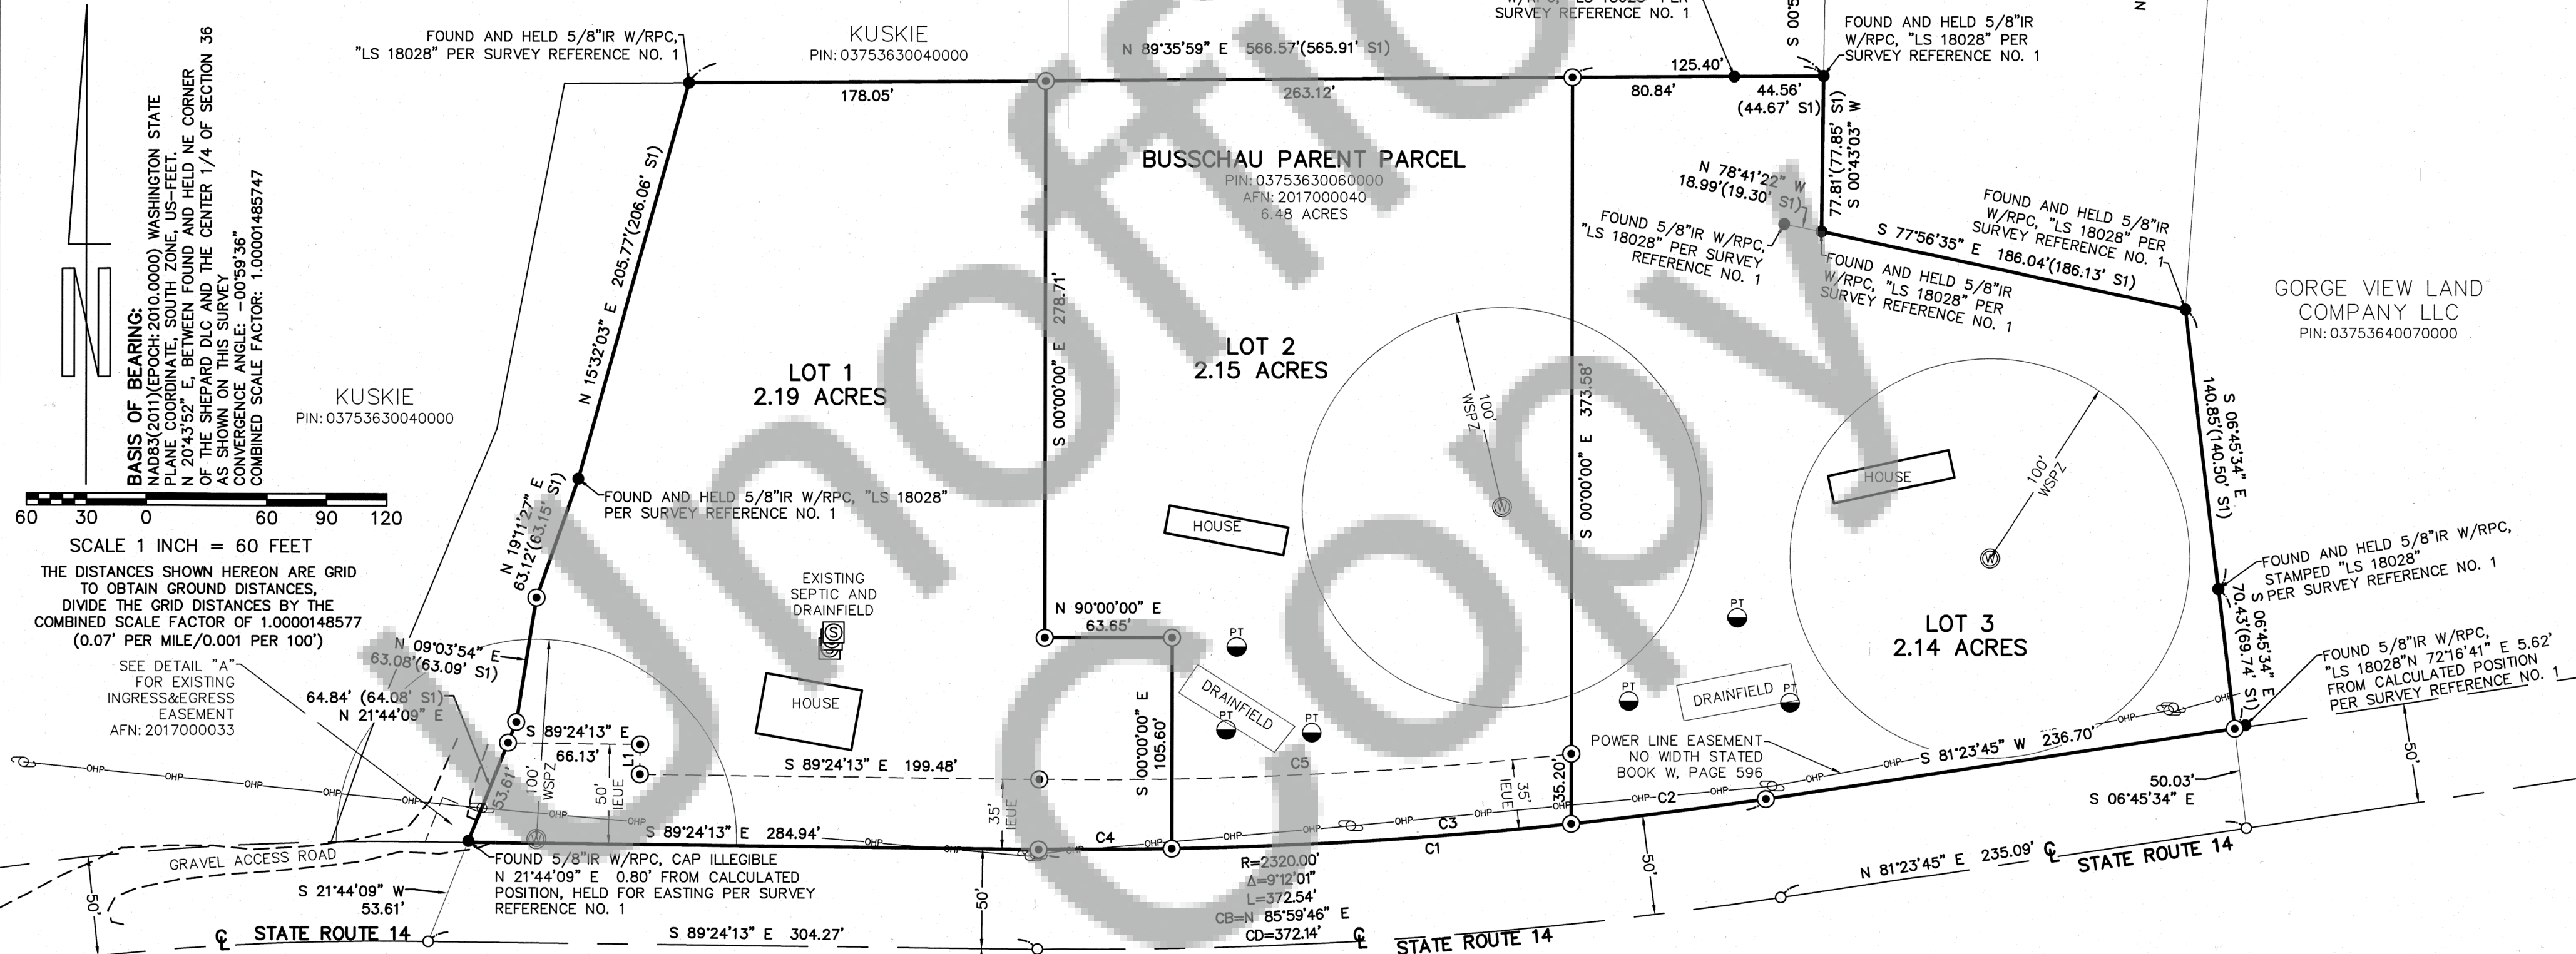 FOUND AND HELD 5/8"IR W/RPC,
"LS 18028" PER SURVEY REFERENCE NO. 1
KUSKIE
PIN: 03753630040000
N 89°35'59" E 566.57'(565.91' S1)
SURVEY REFERENCE NO. 1
FOUND AND HELD 5/8"IR
W/RPC, "LS 18028" PER
SURVEY REFERENCE NO. 1
178.05'
263.12'
125.40'
80.84'
44.56'
(44.67' S1)
77.81'(77.85' S1)
S 00°43'03" W
BASIS OF BEARING:
NAD83(2011)(EPOCH: 2010.0000) WASHINGTON STATE
PLANE COORDINATE, SOUTH ZONE, US-FEET.
N 20°43'52" E, BETWEEN FOUND AND HELD NE CORNER
OF THE SHEPARD DLC AND THE CENTER 1/4 OF SECTION 36
AS SHOWN ON THIS SURVEY
CONVERGENCE ANGLE: -00°59'36"
COMBINED SCALE FACTOR: 1.0000148574​7
N
60 30 0 60 90 120
SCALE 1 INCH = 60 FEET
THE DISTANCES SHOWN HEREON ARE GRID
TO OBTAIN GROUND DISTANCES,
DIVIDE THE GRID DISTANCES BY THE
COMBINED SCALE FACTOR OF 1.0000148577
(0.07' PER MILE/0.001 PER 100')
BUSSCHAU PARENT PARCEL
PIN: 03753630060000
AFN: 2017000040
6.48 ACRES
N 78°41'22" W
18.99'(19.30' S1)
FOUND 5/8"IR W/RPC,
"LS 18028" PER SURVEY
REFERENCE NO. 1
FOUND AND HELD 5/8"IR
W/RPC, "LS 18028" PER
SURVEY REFERENCE NO. 1
S 77°56'35" E 186.04'(186.13' S1)
FOUND AND HELD 5/8"IR
W/RPC, "LS 18028" PER
SURVEY REFERENCE NO. 1
GORGE VIEW LAND
COMPANY LLC
PIN: 03753640070000
N 15°32'03" E 205.77'(206.06' S1)
KUSKIE
PIN: 03753630040000
LOT 1
2.19 ACRES
S 00°00'00" E 278.71'
LOT 2
2.15 ACRES
100'
WSPZ
S 00°00'00" E 373.58'
HOUSE
100'
WSPZ
S 06°45'34" E
140.85'(140.50' S1)
N 19°11'27" E
63.12'(63.15' S1)
FOUND AND HELD 5/8"IR W/RPC, "LS 18028"
PER SURVEY REFERENCE NO. 1
HOUSE
W
W
FOUND AND HELD 5/8"IR W/RPC,
STAMPED "LS 18028"
PER SURVEY REFERENCE NO. 1
EXISTING
SEPTIC AND
DRAINFIELD
S
N 90°00'00" E
63.65'
LOT 3
2.14 ACRES
PT
PT
S 06°45'34" E
70.43'(69.74' S1)
FOUND 5/8"IR W/RPC,
"LS 18028"N 72°16'41" E 5.62'
FROM CALCULATED POSITION
PER SURVEY REFERENCE NO. 1
N 09°03'54" E
63.08'(63.09' S1)
SEE DETAIL "A"
FOR EXISTING
INGRESS&EGRESS
EASEMENT
AFN: 2017000033
64.84' (64.08' S1)
N 21°44'09" E
HOUSE
S 00°00'00" E
105.60'
DRAINFIELD
PT
PT
PT
DRAINFIELD
PT
S 89°24'13" E
66.13'
L1
S 89°24'13" E 199.48'
C5
POWER LINE EASEMENT
NO WIDTH STATED
BOOK W, PAGE 596
S 81°23'45" W 236.70'
50'
OHP OHP OHP OHP OHP OHP OHP
53.61'
100'
WSPZ
50'
IEUE
35'
IEUE
35'
IEUE
35.20'
C2
W
S 89°24'13" E 284.94'
C4
C3
C1
50.03'
S 06°45'34" E
GRAVEL ACCESS ROAD
FOUND 5/8"IR W/RPC, CAP ILLEGIBLE
N 21°44'09" E 0.80' FROM CALCULATED
POSITION, HELD FOR EASTING PER SURVEY
REFERENCE NO. 1
R=2320.00'
Δ=9°12'01"
L=372.54'
CB=N 85°59'46" E
CD=372.14'
50'
S 21°44'09" W
53.61'
50'
50'
N 81°23'45" E 235.09'
STATE ROUTE 14
STATE ROUTE 14
S 89°24'13" E 304.27'
STATE ROUTE 14
Unofficial
Copy